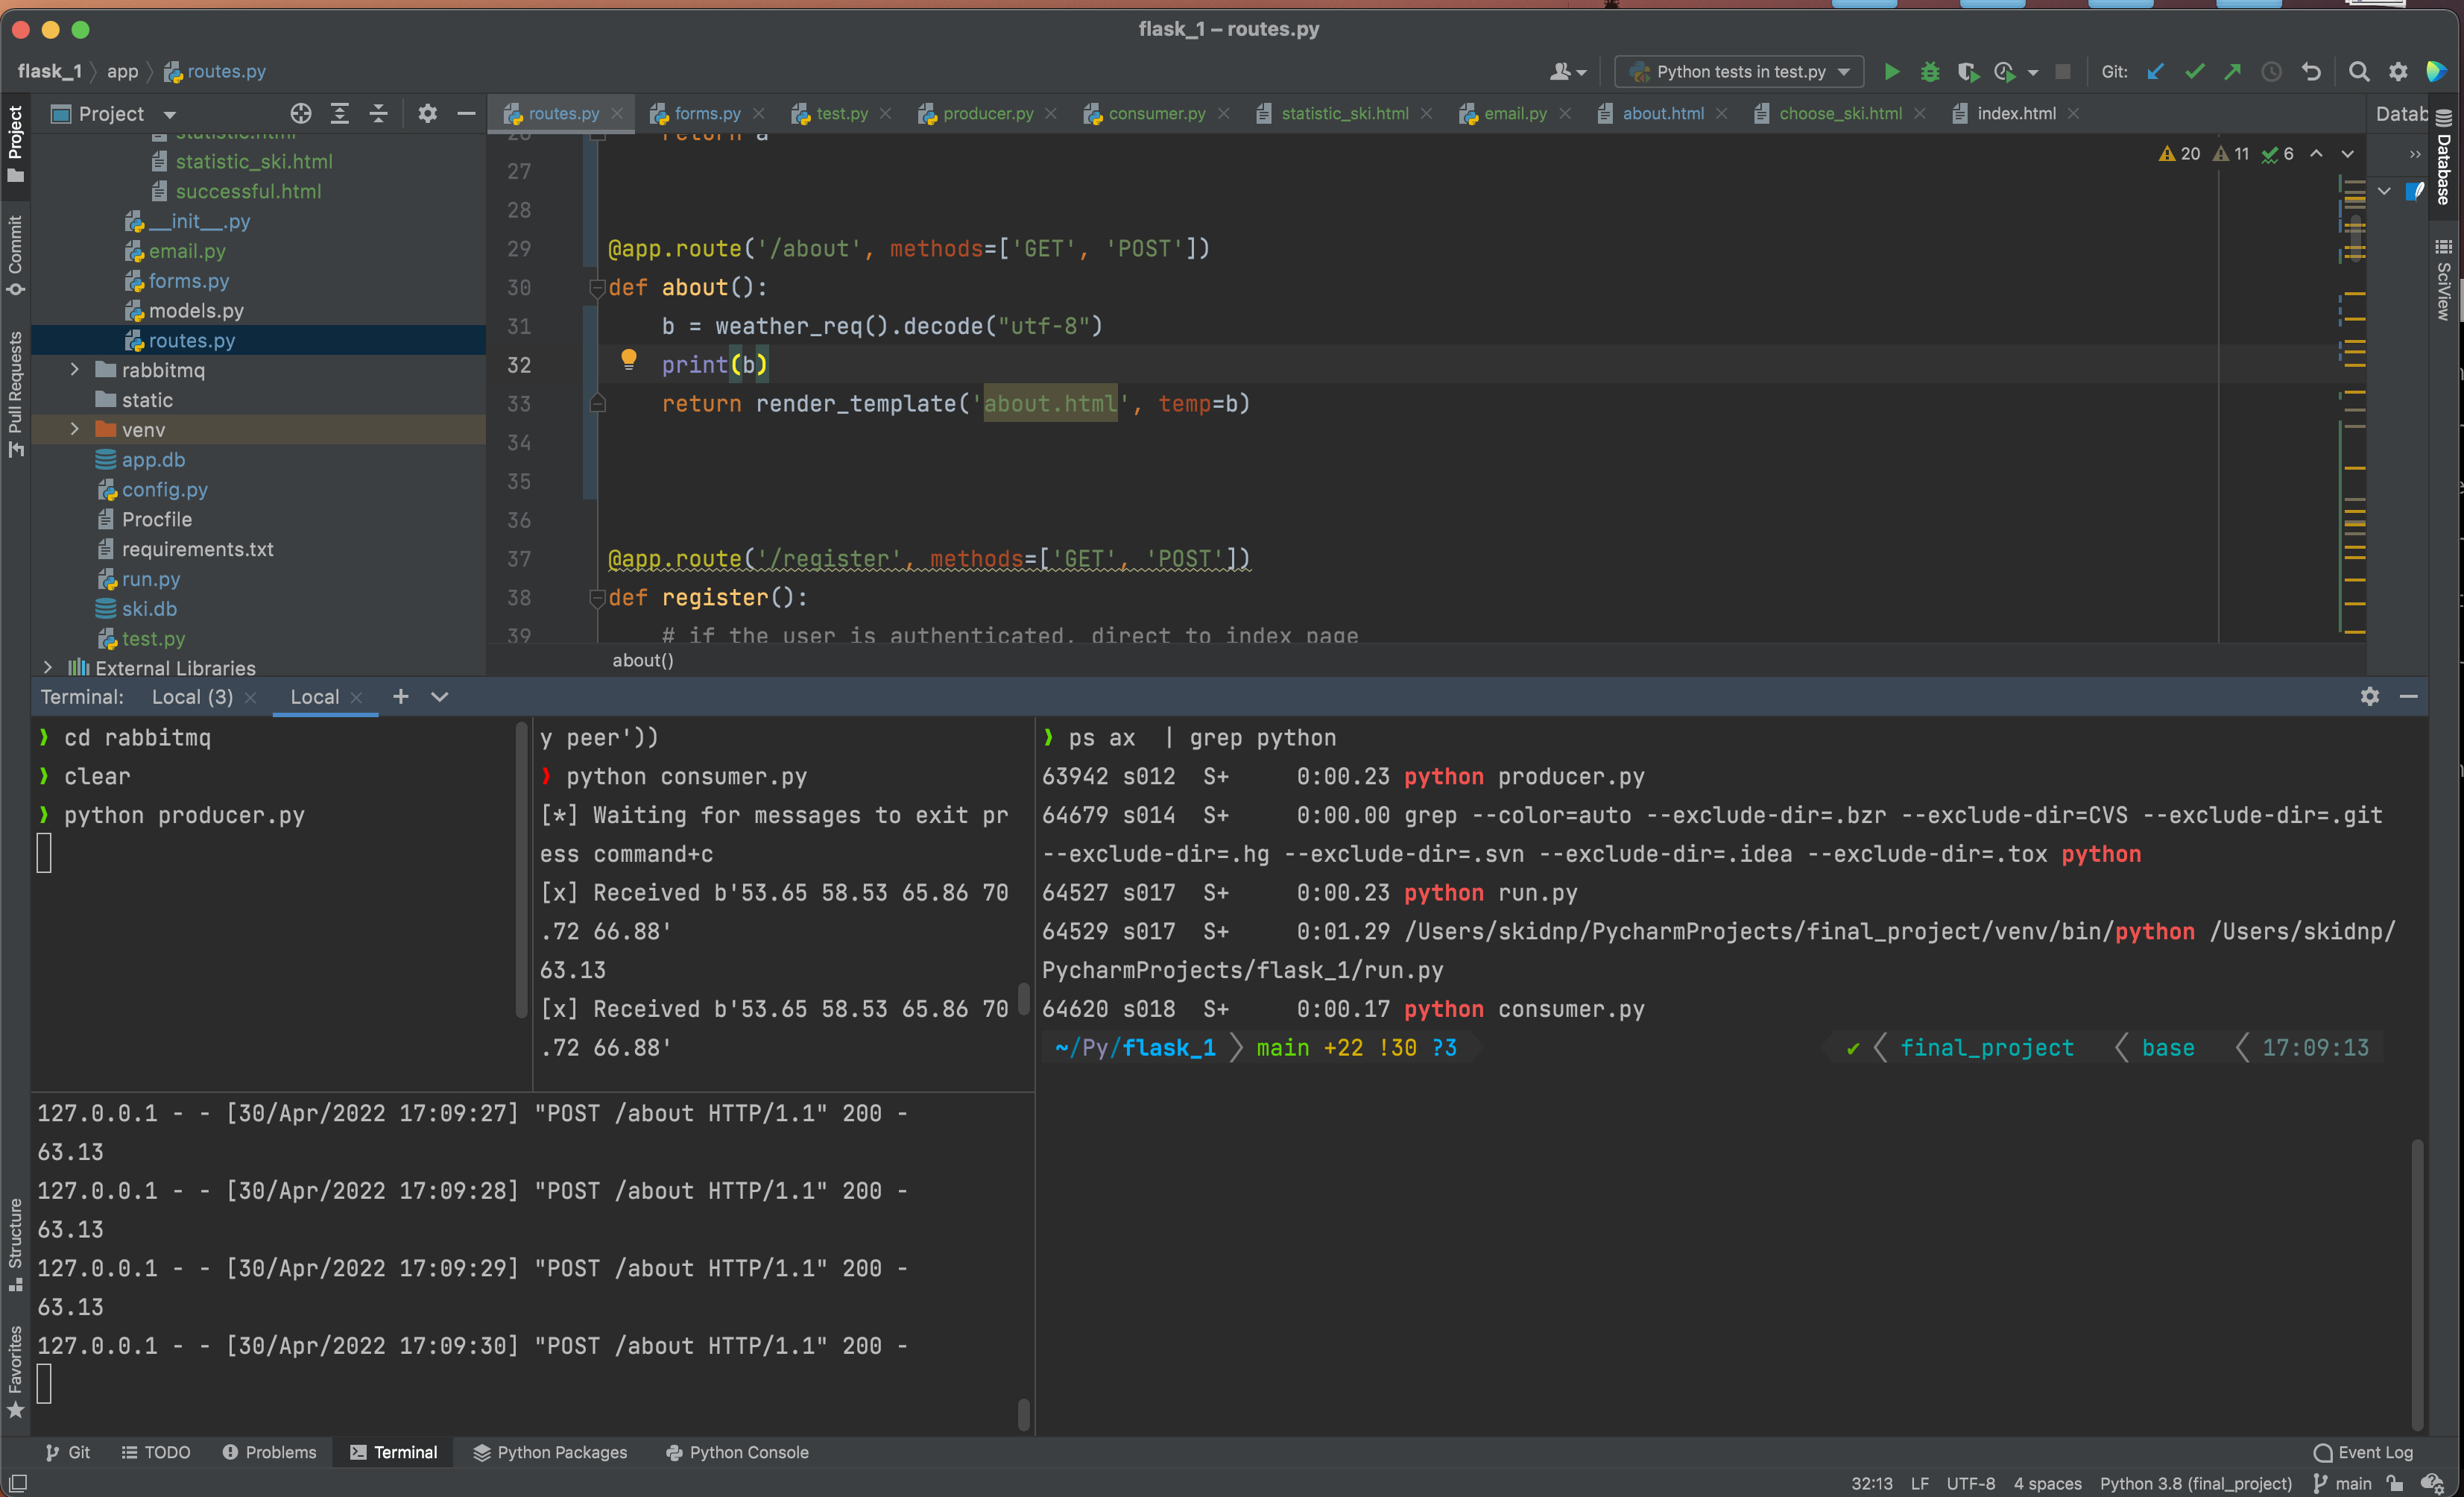 flask_1 – routes.py
flask_1 app routes.py
Python tests in test.py Git:
Project
routes.py forms.py test.py producer.py consumer.py statistic_ski.html email.py about.html choose_ski.html index.html
Datab
Project
Commit
Pull Requests
Structure
Favorites
Database
SciView
statistic.html
statistic_ski.html
successful.html
__init__.py
email.py
forms.py
models.py
routes.py
rabbitmq
static
venv
app.db
config.py
Procfile
requirements.txt
run.py
ski.db
test.py
External Libraries
20 11 6
26 return a
27
28
29 @app.route('/about', methods=['GET', 'POST'])
30 def about():
31 b = weather_req().decode("utf-8")
32 print(b)
33 return render_template('about.html', temp=b)
34
35
36
37 @app.route('/register', methods=['GET', 'POST'])
38 def register():
39 # if the user is authenticated, direct to index page
about()
Terminal: Local (3) Local
❯ cd rabbitmq
❯ clear
❯ python producer.py
y peer'))
❯ python consumer.py
[*] Waiting for messages to exit pr
ess command+c
[x] Received b'53.65 58.53 65.86 70
.72 66.88'
63.13
[x] Received b'53.65 58.53 65.86 70
.72 66.88'
❯ ps ax | grep python
63942 s012 S+ 0:00.23 python producer.py
64679 s014 S+ 0:00.00 grep --color=auto --exclude-dir=.bzr --exclude-dir=CVS --exclude-dir=.git
--exclude-dir=.hg --exclude-dir=.svn --exclude-dir=.idea --exclude-dir=.tox python
64527 s017 S+ 0:00.23 python run.py
64529 s017 S+ 0:01.29 /Users/skidnp/PycharmProjects/final_project/venv/bin/python /Users/skidnp/
PycharmProjects/flask_1/run.py
64620 s018 S+ 0:00.17 python consumer.py
~/Py/flask_1 main +22 !30 ?3 ✔ final_project base 17:09:13
127.0.0.1 - - [30/Apr/2022 17:09:27] "POST /about HTTP/1.1" 200 -
63.13
127.0.0.1 - - [30/Apr/2022 17:09:28] "POST /about HTTP/1.1" 200 -
63.13
127.0.0.1 - - [30/Apr/2022 17:09:29] "POST /about HTTP/1.1" 200 -
63.13
127.0.0.1 - - [30/Apr/2022 17:09:30] "POST /about HTTP/1.1" 200 -
Git TODO Problems Terminal Python Packages Python Console Event Log
32:13 LF UTF-8 4 spaces Python 3.8 (final_project) main